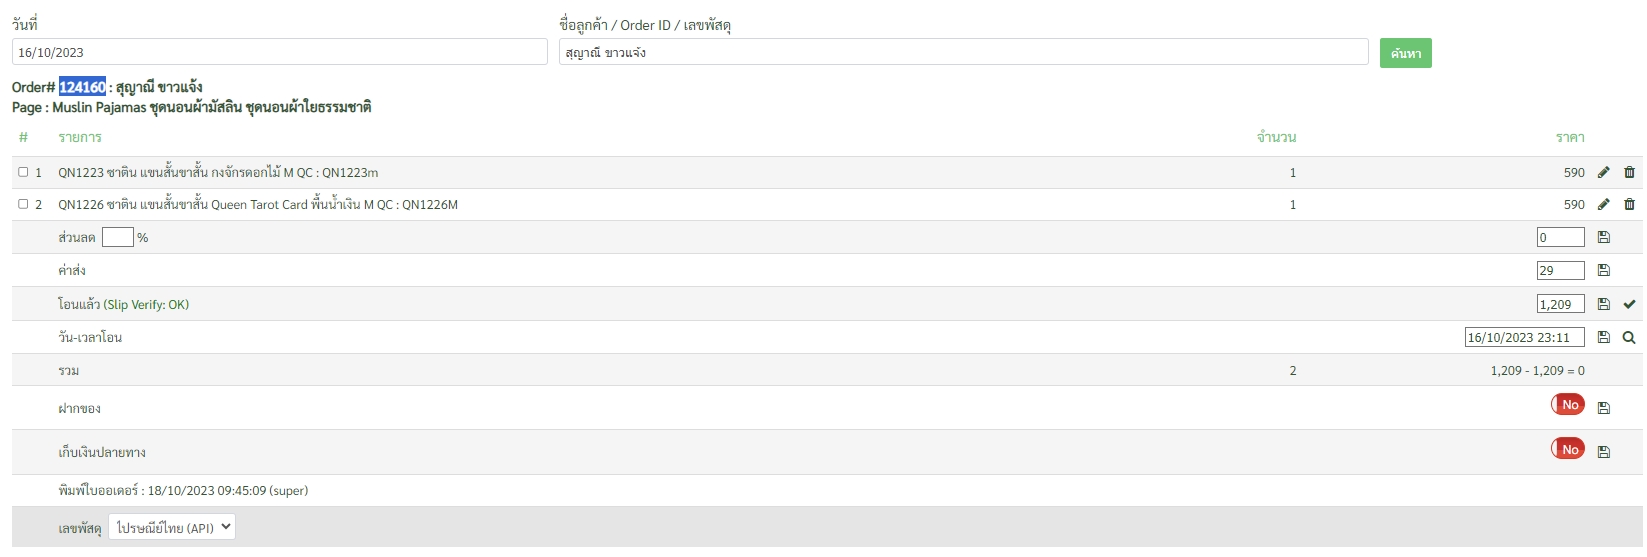 วันที่
ชื่อลูกค้า / Order ID / เลขพัสดุ
16/10/2023
สุญาณี ขาวแจ้ง
ค้นหา
Order# 124160 : สุญาณี ขาวแจ้ง
Page : Muslin Pajamas ชุดนอนผ้ามัสลิน ชุดนอนผ้าใยธรรมชาติ
# รายการ จำนวน ราคา
1 QN1223 ซาติน แขนสั้นขาสั้น กงจักรดอกไม้ M QC : QN1223m 1 590
2 QN1226 ซาติน แขนสั้นขาสั้น Queen Tarot Card พื้นน้ำเงิน M QC : QN1226M 1 590
ส่วนลด % 0
ค่าส่ง 29
โอนแล้ว (Slip Verify: OK) 1,209
วัน-เวลาโอน 16/10/2023 23:11
รวม 2 1,209 - 1,209 = 0
ฝากของ No
เก็บเงินปลายทาง No
พิมพ์ใบออเดอร์ : 18/10/2023 09:45:09 (super)
เลขพัสดุ ไปรษณีย์ไทย (API)